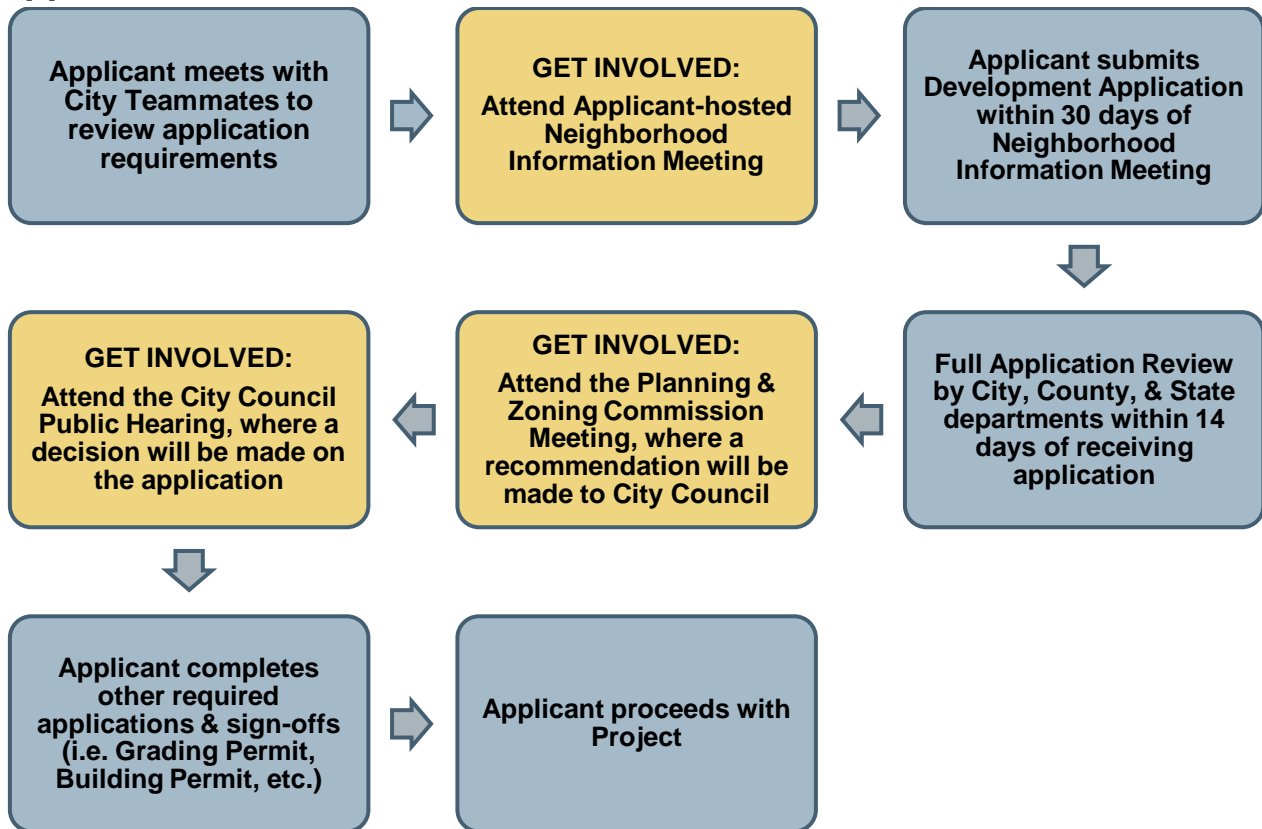 Applicant meets with
City Teammates to
review application
requirements
GET INVOLVED:
Attend Applicant-hosted
Neighborhood
Information Meeting
Applicant submits
Development Application
within 30 days of
Neighborhood
Information Meeting
Full Application Review
by City, County, & State
departments within 14
days of receiving
application
GET INVOLVED:
Attend the Planning &
Zoning Commission
Meeting, where a
recommendation will be
made to City Council
GET INVOLVED:
Attend the City Council
Public Hearing, where a
decision will be made on
the application
Applicant completes
other required
applications & sign-offs
(i.e. Grading Permit,
Building Permit, etc.)
Applicant proceeds with
Project